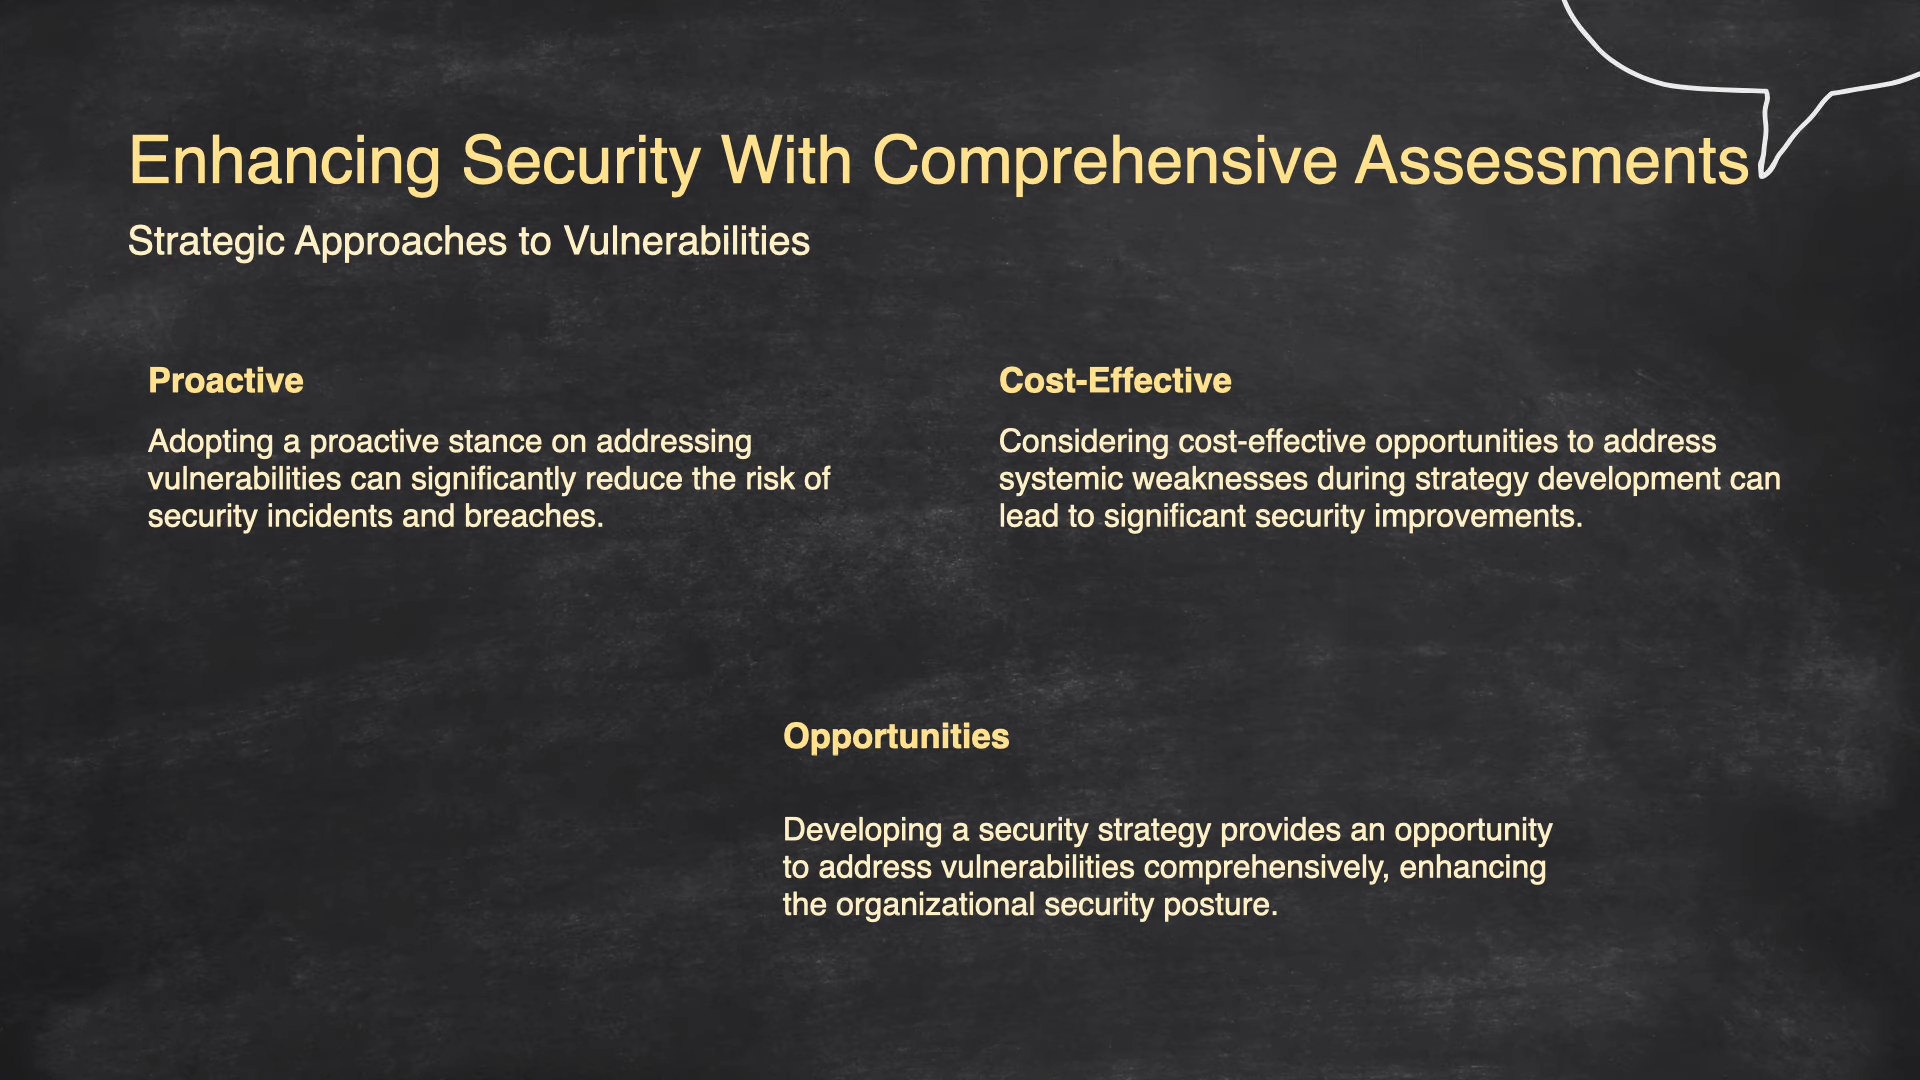 Enhancing Security With Comprehensive Assessments
Strategic Approaches to Vulnerabilities
Proactive
Adopting a proactive stance on addressing
vulnerabilities can significantly reduce the risk of
security incidents and breaches.
Cost-Effective
Considering cost-effective opportunities to address
systemic weaknesses during strategy development can
lead to significant security improvements.
Opportunities
Developing a security strategy provides an opportunity
to address vulnerabilities comprehensively, enhancing
the organizational security posture.